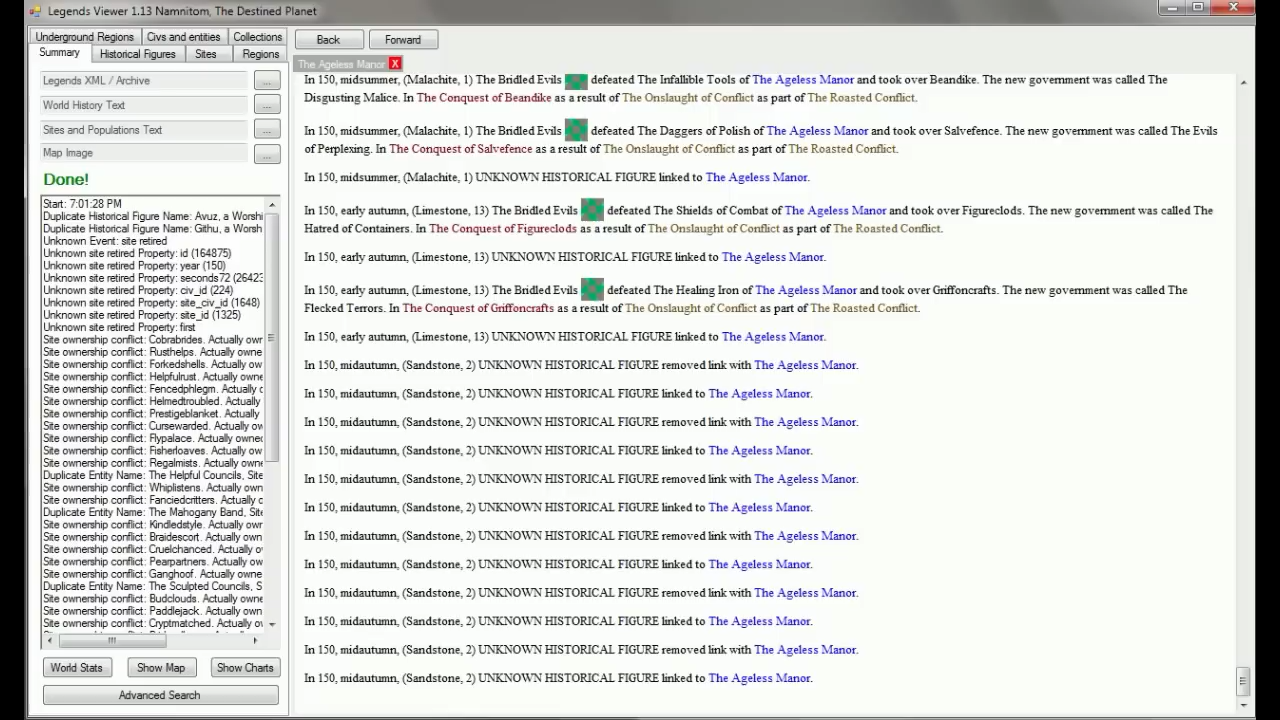 Legends Viewer 1.13 Namnitom, The Destined Planet
Underground Regions Civs and entities Collections
Summary Historical Figures Sites Regions
Back Forward
The Ageless Manor X
Legends XML / Archive ...
World History Text ...
Sites and Populations Text ...
Map Image ...
Done!
Start: 7:01:28 PM
Duplicate Historical Figure Name: Avuz, a Worsh
Duplicate Historical Figure Name: Githu, a Worsh
Unknown Event: site retired
Unknown site retired Property: id (164875)
Unknown site retired Property: year (150)
Unknown site retired Property: seconds72 (26423
Unknown site retired Property: civ_id (224)
Unknown site retired Property: site_civ_id (1648)
Unknown site retired Property: site_id (1325)
Unknown site retired Property: first
Site ownership conflict: Cobrabrides. Actually ow
Site ownership conflict: Rusthelps. Actually owne
Site ownership conflict: Forkedshells. Actually ow
Site ownership conflict: Helpfulrust. Actually owne
Site ownership conflict: Fencedphlegm. Actually o
Site ownership conflict: Helmedtroubled. Actually
Site ownership conflict: Prestigeblanket. Actually
Site ownership conflict: Cursewarded. Actually ow
Site ownership conflict: Flypalace. Actually owned
Site ownership conflict: Fisherloaves. Actually ow
Site ownership conflict: Regalmists. Actually own
Duplicate Entity Name: The Helpful Councils, Site
Site ownership conflict: Whiplistens. Actually own
Site ownership conflict: Fanciedcritters. Actually o
Duplicate Entity Name: The Mahogany Band, Site
Site ownership conflict: Kindledstyle. Actually own
Site ownership conflict: Braidescort. Actually own
Site ownership conflict: Cruelchanced. Actually o
Site ownership conflict: Pearpartners. Actually ow
Site ownership conflict: Ganghoof. Actually owne
Duplicate Entity Name: The Sculpted Councils, S
Site ownership conflict: Budclouds. Actually owne
Site ownership conflict: Paddlejack. Actually own
Site ownership conflict: Cryptmatched. Actually o
World Stats Show Map Show Charts
Advanced Search
In 150, midsummer, (Malachite, 1) The Bridled Evils defeated The Infallible Tools of The Ageless Manor and took over Beandike. The new government was called The
Disgusting Malice. In The Conquest of Beandike as a result of The Onslaught of Conflict as part of The Roasted Conflict.
In 150, midsummer, (Malachite, 1) The Bridled Evils defeated The Daggers of Polish of The Ageless Manor and took over Salvefence. The new government was called The Evils
of Perplexing. In The Conquest of Salvefence as a result of The Onslaught of Conflict as part of The Roasted Conflict.
In 150, midsummer, (Malachite, 1) UNKNOWN HISTORICAL FIGURE linked to The Ageless Manor.
In 150, early autumn, (Limestone, 13) The Bridled Evils defeated The Shields of Combat of The Ageless Manor and took over Figureclods. The new government was called The
Hatred of Containers. In The Conquest of Figureclods as a result of The Onslaught of Conflict as part of The Roasted Conflict.
In 150, early autumn, (Limestone, 13) UNKNOWN HISTORICAL FIGURE linked to The Ageless Manor.
In 150, early autumn, (Limestone, 13) The Bridled Evils defeated The Healing Iron of The Ageless Manor and took over Griffoncrafts. The new government was called The
Flecked Terrors. In The Conquest of Griffoncrafts as a result of The Onslaught of Conflict as part of The Roasted Conflict.
In 150, early autumn, (Limestone, 13) UNKNOWN HISTORICAL FIGURE linked to The Ageless Manor.
In 150, midautumn, (Sandstone, 2) UNKNOWN HISTORICAL FIGURE removed link with The Ageless Manor.
In 150, midautumn, (Sandstone, 2) UNKNOWN HISTORICAL FIGURE linked to The Ageless Manor.
In 150, midautumn, (Sandstone, 2) UNKNOWN HISTORICAL FIGURE removed link with The Ageless Manor.
In 150, midautumn, (Sandstone, 2) UNKNOWN HISTORICAL FIGURE linked to The Ageless Manor.
In 150, midautumn, (Sandstone, 2) UNKNOWN HISTORICAL FIGURE removed link with The Ageless Manor.
In 150, midautumn, (Sandstone, 2) UNKNOWN HISTORICAL FIGURE linked to The Ageless Manor.
In 150, midautumn, (Sandstone, 2) UNKNOWN HISTORICAL FIGURE removed link with The Ageless Manor.
In 150, midautumn, (Sandstone, 2) UNKNOWN HISTORICAL FIGURE linked to The Ageless Manor.
In 150, midautumn, (Sandstone, 2) UNKNOWN HISTORICAL FIGURE removed link with The Ageless Manor.
In 150, midautumn, (Sandstone, 2) UNKNOWN HISTORICAL FIGURE linked to The Ageless Manor.
In 150, midautumn, (Sandstone, 2) UNKNOWN HISTORICAL FIGURE removed link with The Ageless Manor.
In 150, midautumn, (Sandstone, 2) UNKNOWN HISTORICAL FIGURE linked to The Ageless Manor.